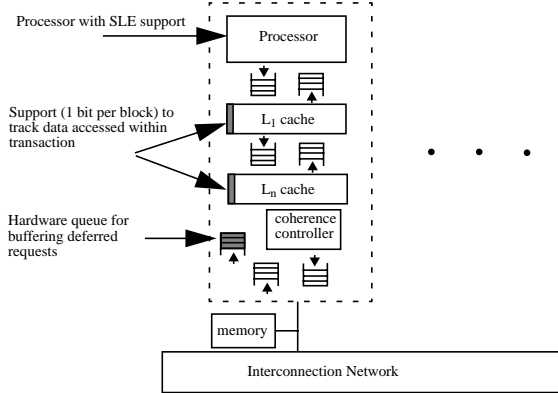 Processor with SLE support
Processor
Support (1 bit per block) to
track data accessed within
transaction
L1 cache
Ln cache
Hardware queue for
buffering deferred
requests
coherence
controller
memory
Interconnection Network